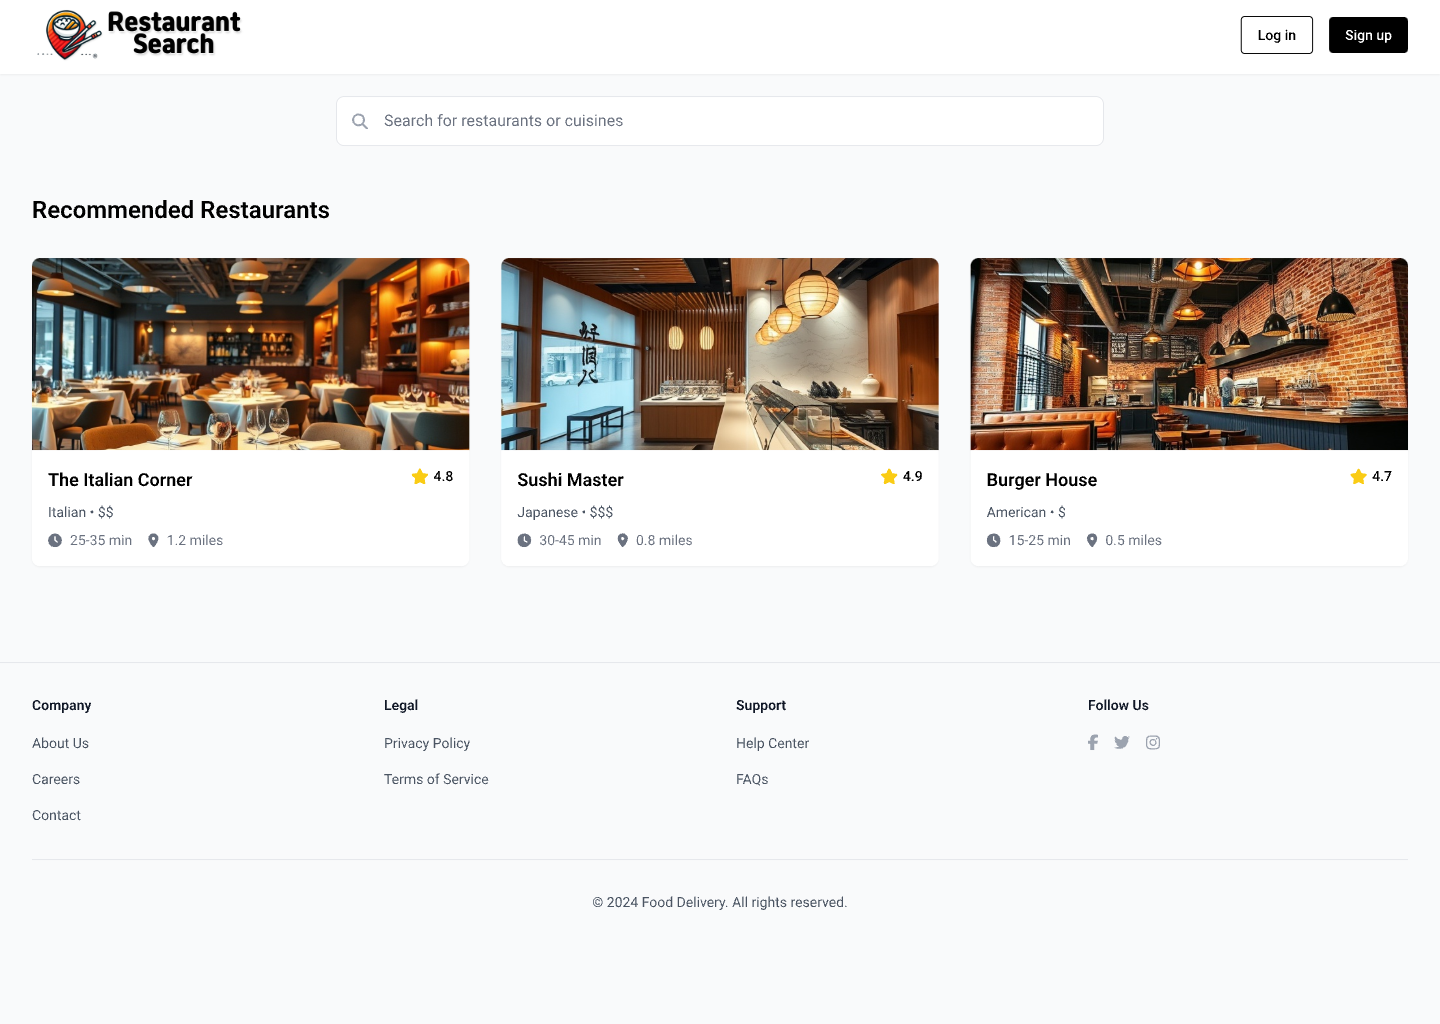 Restaurant
Search
Log in
Sign up
Search for restaurants or cuisines
Recommended Restaurants
The Italian Corner
4.8
Italian • $$
25-35 min
1.2 miles
Sushi Master
4.9
Japanese • $$$
30-45 min
0.8 miles
Burger House
4.7
American • $
15-25 min
0.5 miles
Company
About Us
Careers
Contact
Legal
Privacy Policy
Terms of Service
Support
Help Center
FAQs
Follow Us
© 2024 Food Delivery. All rights reserved.